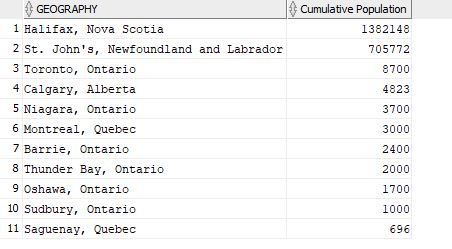 GEOGRAPHY Cumulative Population
1 Halifax, Nova Scotia 1382148
2 St. John's, Newfoundland and Labrador 705772
3 Toronto, Ontario 8700
4 Calgary, Alberta 4823
5 Niagara, Ontario 3700
6 Montreal, Quebec 3000
7 Barrie, Ontario 2400
8 Thunder Bay, Ontario 2000
9 Oshawa, Ontario 1700
10 Sudbury, Ontario 1000
11 Saguenay, Quebec 696